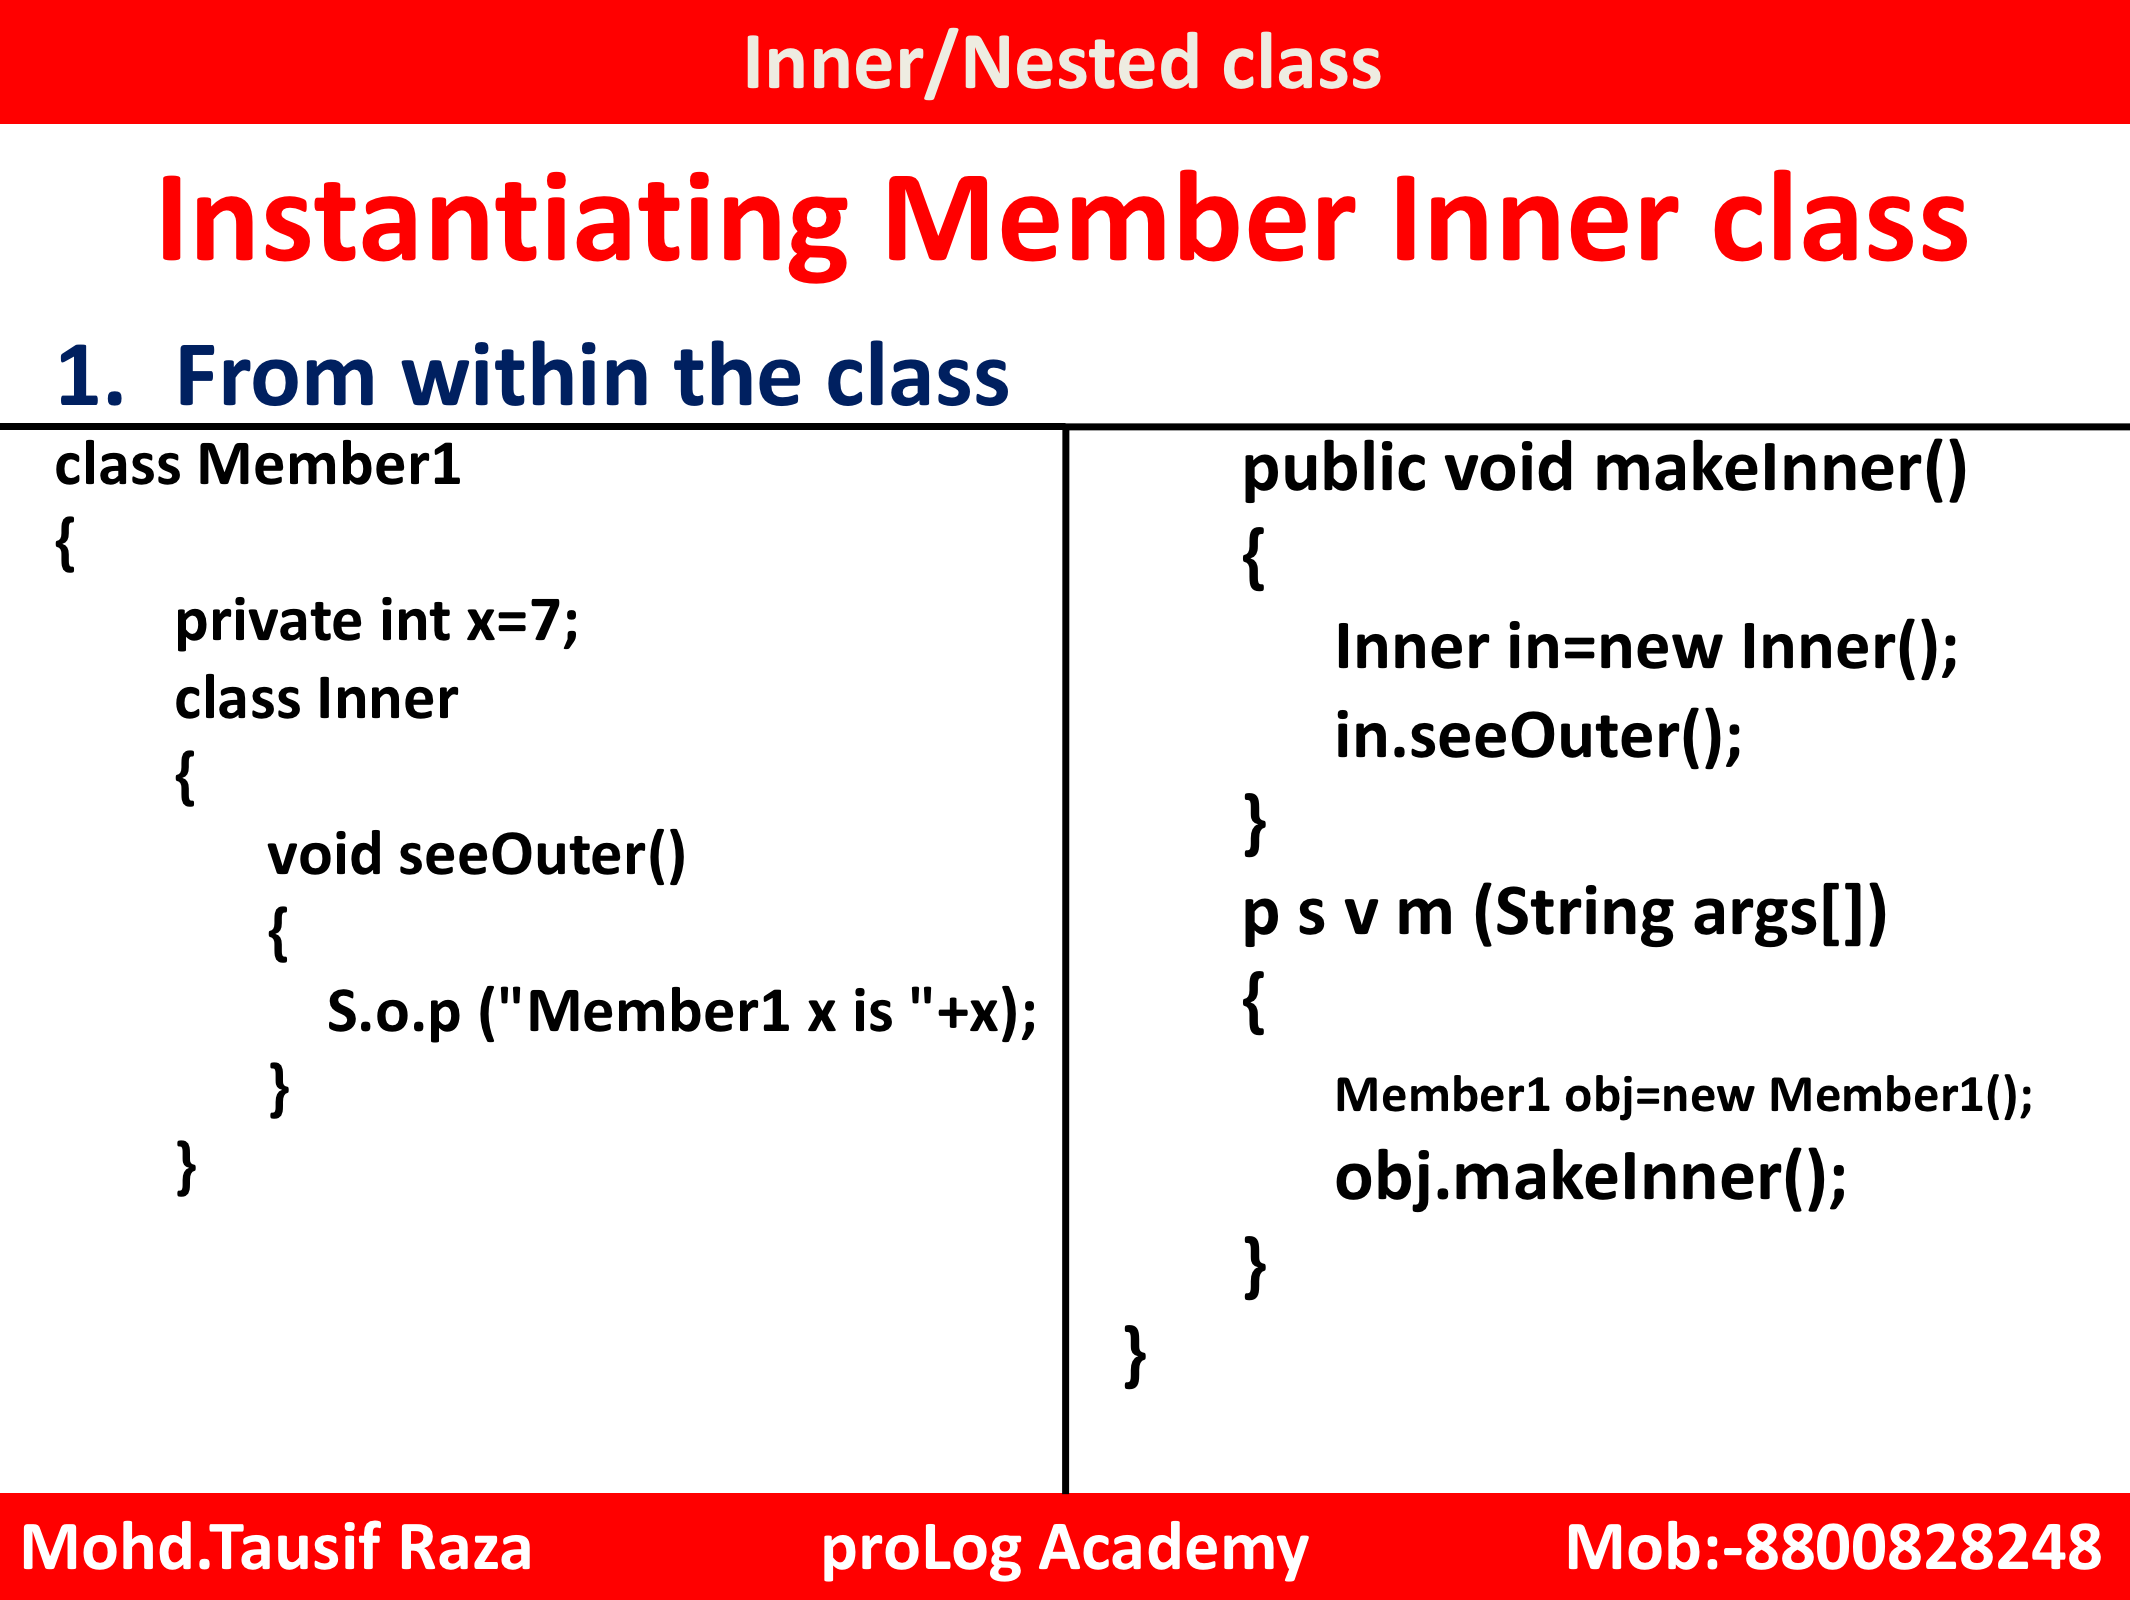 Inner/Nested class
Instantiating Member Inner class
1. From within the class
class Member1
{
private int x=7;
class Inner
{
void seeOuter()
{
S.o.p ("Member1 x is "+x);
}
}
public void makeInner()
{
Inner in=new Inner();
in.seeOuter();
}
p s v m (String args[])
{
Member1 obj=new Member1();
obj.makeInner();
}
}
Mohd.Tausif Raza proLog Academy Mob:-8800828248